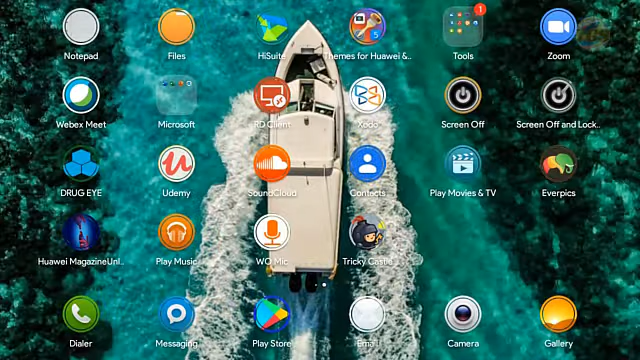 Notepad
Files
HiSuite
Themes for Huawei &..
1
Tools
Zoom
Webex Meet
Microsoft
RD Client
Kodi
Screen Off
Screen Off and Lock..
DRUG EYE
Udemy
SoundCloud
Contacts
Play Movies & TV
Everpics
Huawei MagazineUnl..
Play Music
WO Mic
Tricky Castle
Dialer
Messaging
Play Store
Email
Camera
Gallery